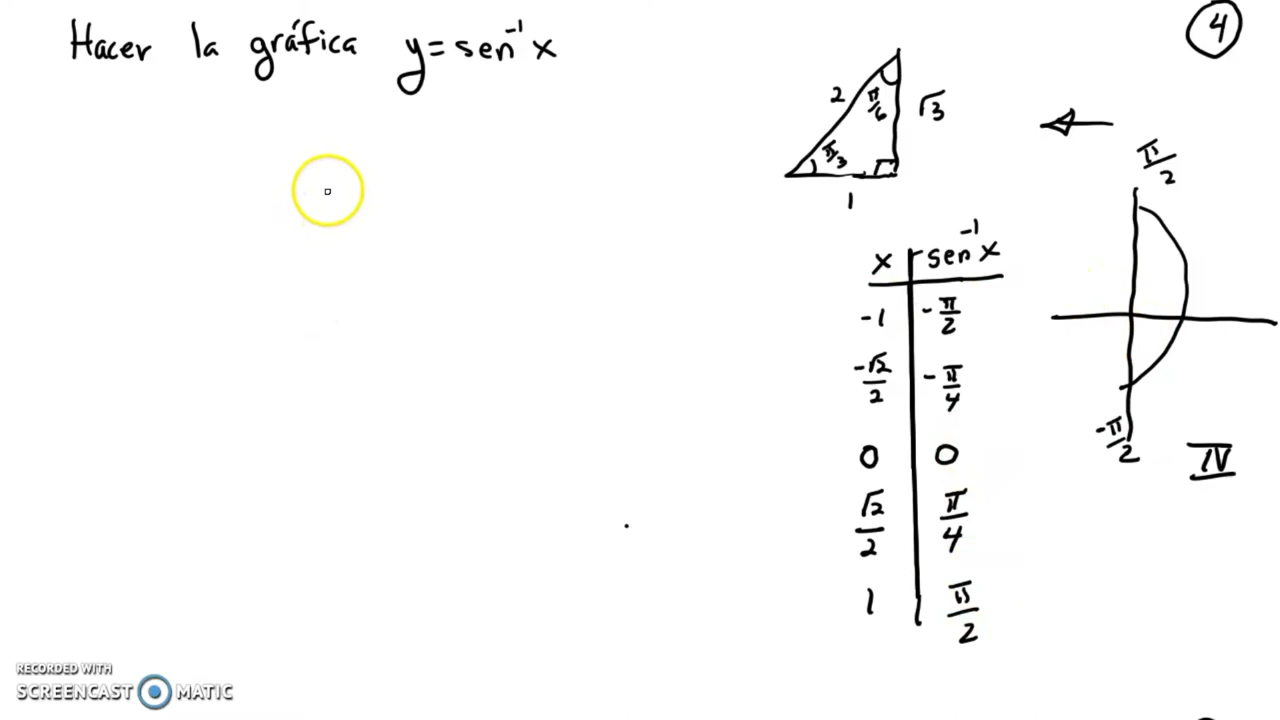 Hacer la gráfica y = sen⁻¹ x
4
2
π/6
√3
π/3
1
π/2
-π/2
IV
x sen⁻¹ x
-1 -π/2
-√2/2 -π/4
0 0
√2/2 π/4
1 π/2
RECORDED WITH
SCREENCAST MATIC